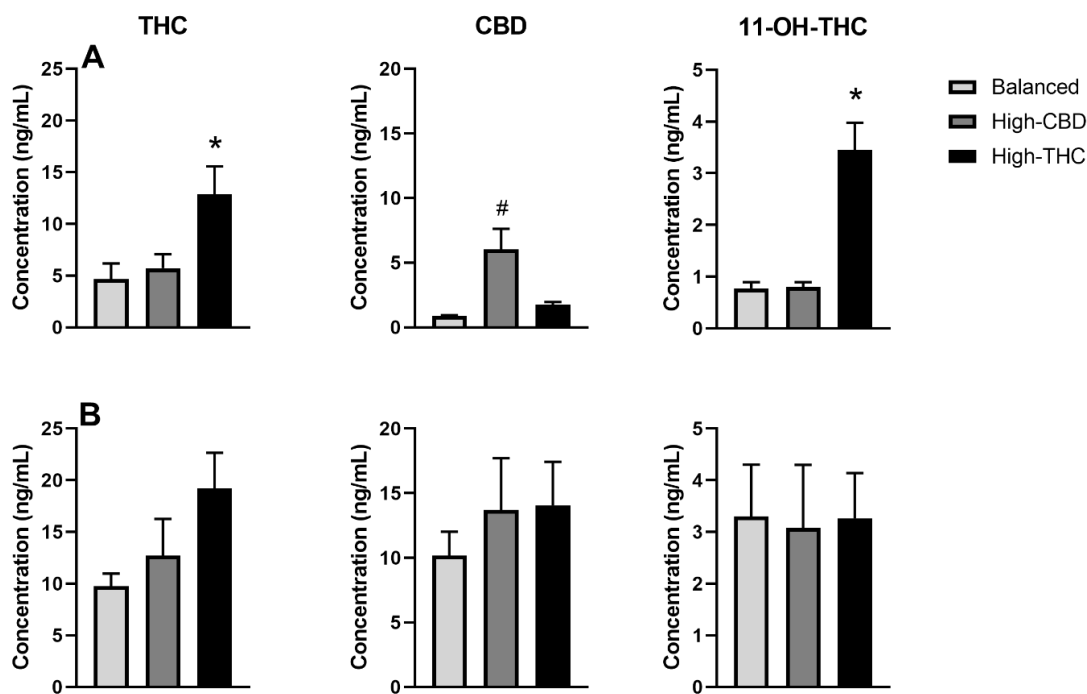 THC
CBD
11-OH-THC
A
Concentration (ng/mL)
25
20
15
10
5
0
*
Concentration (ng/mL)
20
15
10
5
0
#
Concentration (ng/mL)
5
4
3
2
1
0
*
Balanced
High-CBD
High-THC
B
Concentration (ng/mL)
25
20
15
10
5
0
Concentration (ng/mL)
20
15
10
5
0
Concentration (ng/mL)
5
4
3
2
1
0